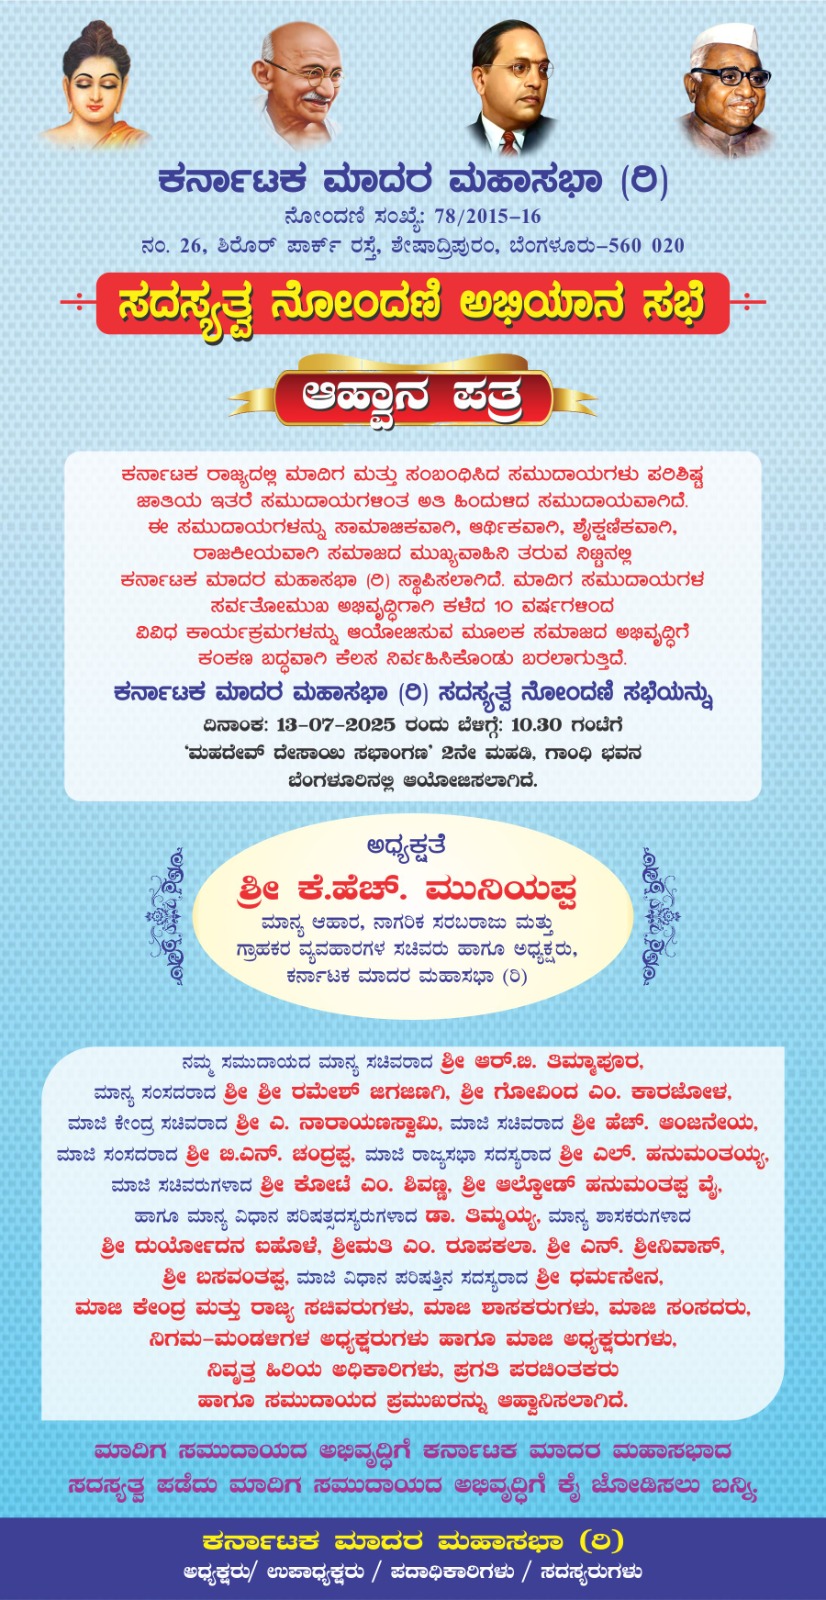 ಕರ್ನಾಟಕ ಮಾದರ ಮಹಾಸಭಾ (ರಿ)
ನೋಂದಣಿ ಸಂಖ್ಯೆ: 78/2015-16
ನಂ. 26, ಶಿರೊರ್ ಪಾರ್ಕ್ ರಸ್ತೆ, ಶೇಷಾದ್ರಿಪುರಂ, ಬೆಂಗಳೂರು-560 020
ಸದಸ್ಯತ್ವ ನೋಂದಣಿ ಅಭಿಯಾನ ಸಭೆ
ಆಹ್ವಾನ ಪತ್ರ
ಕರ್ನಾಟಕ ರಾಜ್ಯದಲ್ಲಿ ಮಾದಿಗ ಮತ್ತು ಸಂಬಂಧಿಸಿದ ಸಮುದಾಯಗಳು ಪರಿಶಿಷ್ಟ
ಜಾತಿಯ ಇತರೆ ಸಮುದಾಯಗಳಿಂತ ಅತಿ ಹಿಂದುಳಿದ ಸಮುದಾಯವಾಗಿದೆ.
ಈ ಸಮುದಾಯಗಳನ್ನು ಸಾಮಾಜಿಕವಾಗಿ, ಆರ್ಥಿಕವಾಗಿ, ಶೈಕ್ಷಣಿಕವಾಗಿ,
ರಾಜಕೀಯವಾಗಿ ಸಮಾಜದ ಮುಖ್ಯವಾಹಿನಿ ತರುವ ನಿಟ್ಟಿನಲ್ಲಿ
ಕರ್ನಾಟಕ ಮಾದರ ಮಹಾಸಭಾ (ರಿ) ಸ್ಥಾಪಿಸಲಾಗಿದೆ. ಮಾದಿಗ ಸಮುದಾಯಗಳ
ಸರ್ವತೋಮುಖ ಅಭಿವೃದ್ಧಿಗಾಗಿ ಕಳೆದ 10 ವರ್ಷಗಳಿಂದ
ವಿವಿಧ ಕಾರ್ಯಕ್ರಮಗಳನ್ನು ಆಯೋಜಿಸುವ ಮೂಲಕ ಸಮಾಜದ ಅಭಿವೃದ್ಧಿಗೆ
ಕಂಕಣ ಬದ್ಧವಾಗಿ ಕೆಲಸ ನಿರ್ವಹಿಸಿಕೊಂಡು ಬರಲಾಗುತ್ತಿದೆ.
ಕರ್ನಾಟಕ ಮಾದರ ಮಹಾಸಭಾ (ರಿ) ಸದಸ್ಯತ್ವ ನೋಂದಣಿ ಸಭೆಯನ್ನು
ದಿನಾಂಕ: 13-07-2025 ರಂದು ಬೆಳಿಗ್ಗೆ: 10.30 ಗಂಟೆಗೆ
'ಮಹದೇವ್ ದೇಸಾಯಿ ಸಭಾಂಗಣ' 2ನೇ ಮಹಡಿ, ಗಾಂಧಿ ಭವನ
ಬೆಂಗಳೂರಿನಲ್ಲಿ ಆಯೋಜಿಸಲಾಗಿದೆ.
ಅಧ್ಯಕ್ಷತೆ
ಶ್ರೀ ಕೆ.ಹೆಚ್. ಮುನಿಯಪ್ಪ
ಮಾನ್ಯ ಆಹಾರ, ನಾಗರಿಕ ಸರಬರಾಜು ಮತ್ತು
ಗ್ರಾಹಕರ ವ್ಯವಹಾರಗಳ ಸಚಿವರು ಹಾಗೂ ಅಧ್ಯಕ್ಷರು,
ಕರ್ನಾಟಕ ಮಾದರ ಮಹಾಸಭಾ (ರಿ)
ನಮ್ಮ ಸಮುದಾಯದ ಮಾನ್ಯ ಸಚಿವರಾದ ಶ್ರೀ ಆರ್.ಬಿ. ತಿಮ್ಮಾಪೂರ,
ಮಾನ್ಯ ಸಂಸದರಾದ ಶ್ರೀ ಶ್ರೀ ರಮೇಶ್ ಜಿಗಜಿಣಗಿ, ಶ್ರೀ ಗೋವಿಂದ ಎಂ. ಕಾರಜೋಳ,
ಮಾಜಿ ಕೇಂದ್ರ ಸಚಿವರಾದ ಶ್ರೀ ಎ. ನಾರಾಯಣಸ್ವಾಮಿ, ಮಾಜಿ ಸಚಿವರಾದ ಶ್ರೀ ಹೆಚ್. ಆಂಜನೇಯ,
ಮಾಜಿ ಸಂಸದರಾದ ಶ್ರೀ ಬಿ.ಎನ್. ಚಂದ್ರಪ್ಪ, ಮಾಜಿ ರಾಜ್ಯಸಭಾ ಸದಸ್ಯರಾದ ಶ್ರೀ ಎಲ್. ಹನುಮಂತಯ್ಯ,
ಮಾಜಿ ಸಚಿವರುಗಳಾದ ಶ್ರೀ ಕೋಟೆ ಎಂ. ಶಿವಣ್ಣ, ಶ್ರೀ ಆಲ್ಕೋಡ್ ಹನುಮಂತಪ್ಪ ವೈ,
ಹಾಗೂ ಮಾನ್ಯ ವಿಧಾನ ಪರಿಷತ್ಸದಸ್ಯರುಗಳಾದ ಡಾ. ತಿಮ್ಮಯ್ಯ, ಮಾನ್ಯ ಶಾಸಕರುಗಳಾದ
ಶ್ರೀ ದುರ್ಯೋದನ ಐಹೊಳೆ, ಶ್ರೀಮತಿ ಎಂ. ರೂಪಕಲಾ. ಶ್ರೀ ಎನ್. ಶ್ರೀನಿವಾಸ್,
ಶ್ರೀ ಬಸವಂತಪ್ಪ, ಮಾಜಿ ವಿಧಾನ ಪರಿಷತ್ತಿನ ಸದಸ್ಯರಾದ ಶ್ರೀ ಧರ್ಮಸೇನ,
ಮಾಜಿ ಕೇಂದ್ರ ಮತ್ತು ರಾಜ್ಯ ಸಚಿವರುಗಳು, ಮಾಜಿ ಶಾಸಕರುಗಳು, ಮಾಜಿ ಸಂಸದರು,
ನಿಗಮ-ಮಂಡಳಿಗಳ ಅಧ್ಯಕ್ಷರುಗಳು ಹಾಗೂ ಮಾಜಿ ಅಧ್ಯಕ್ಷರುಗಳು,
ನಿವೃತ್ತ ಹಿರಿಯ ಅಧಿಕಾರಿಗಳು, ಪ್ರಗತಿ ಪರಚಿಂತಕರು
ಹಾಗೂ ಸಮುದಾಯದ ಪ್ರಮುಖರನ್ನು ಆಹ್ವಾನಿಸಲಾಗಿದೆ.
ಮಾದಿಗ ಸಮುದಾಯದ ಅಭಿವೃದ್ಧಿಗೆ ಕರ್ನಾಟಕ ಮಾದರ ಮಹಾಸಭಾದ
ಸದಸ್ಯತ್ವ ಪಡೆದು ಮಾದಿಗ ಸಮುದಾಯದ ಅಭಿವೃದ್ಧಿಗೆ ಕೈ ಜೋಡಿಸಲು ಬನ್ನಿ.
ಕರ್ನಾಟಕ ಮಾದರ ಮಹಾಸಭಾ (ರಿ)
ಅಧ್ಯಕ್ಷರು/ ಉಪಾಧ್ಯಕ್ಷರು / ಪದಾಧಿಕಾರಿಗಳು / ಸದಸ್ಯರುಗಳು